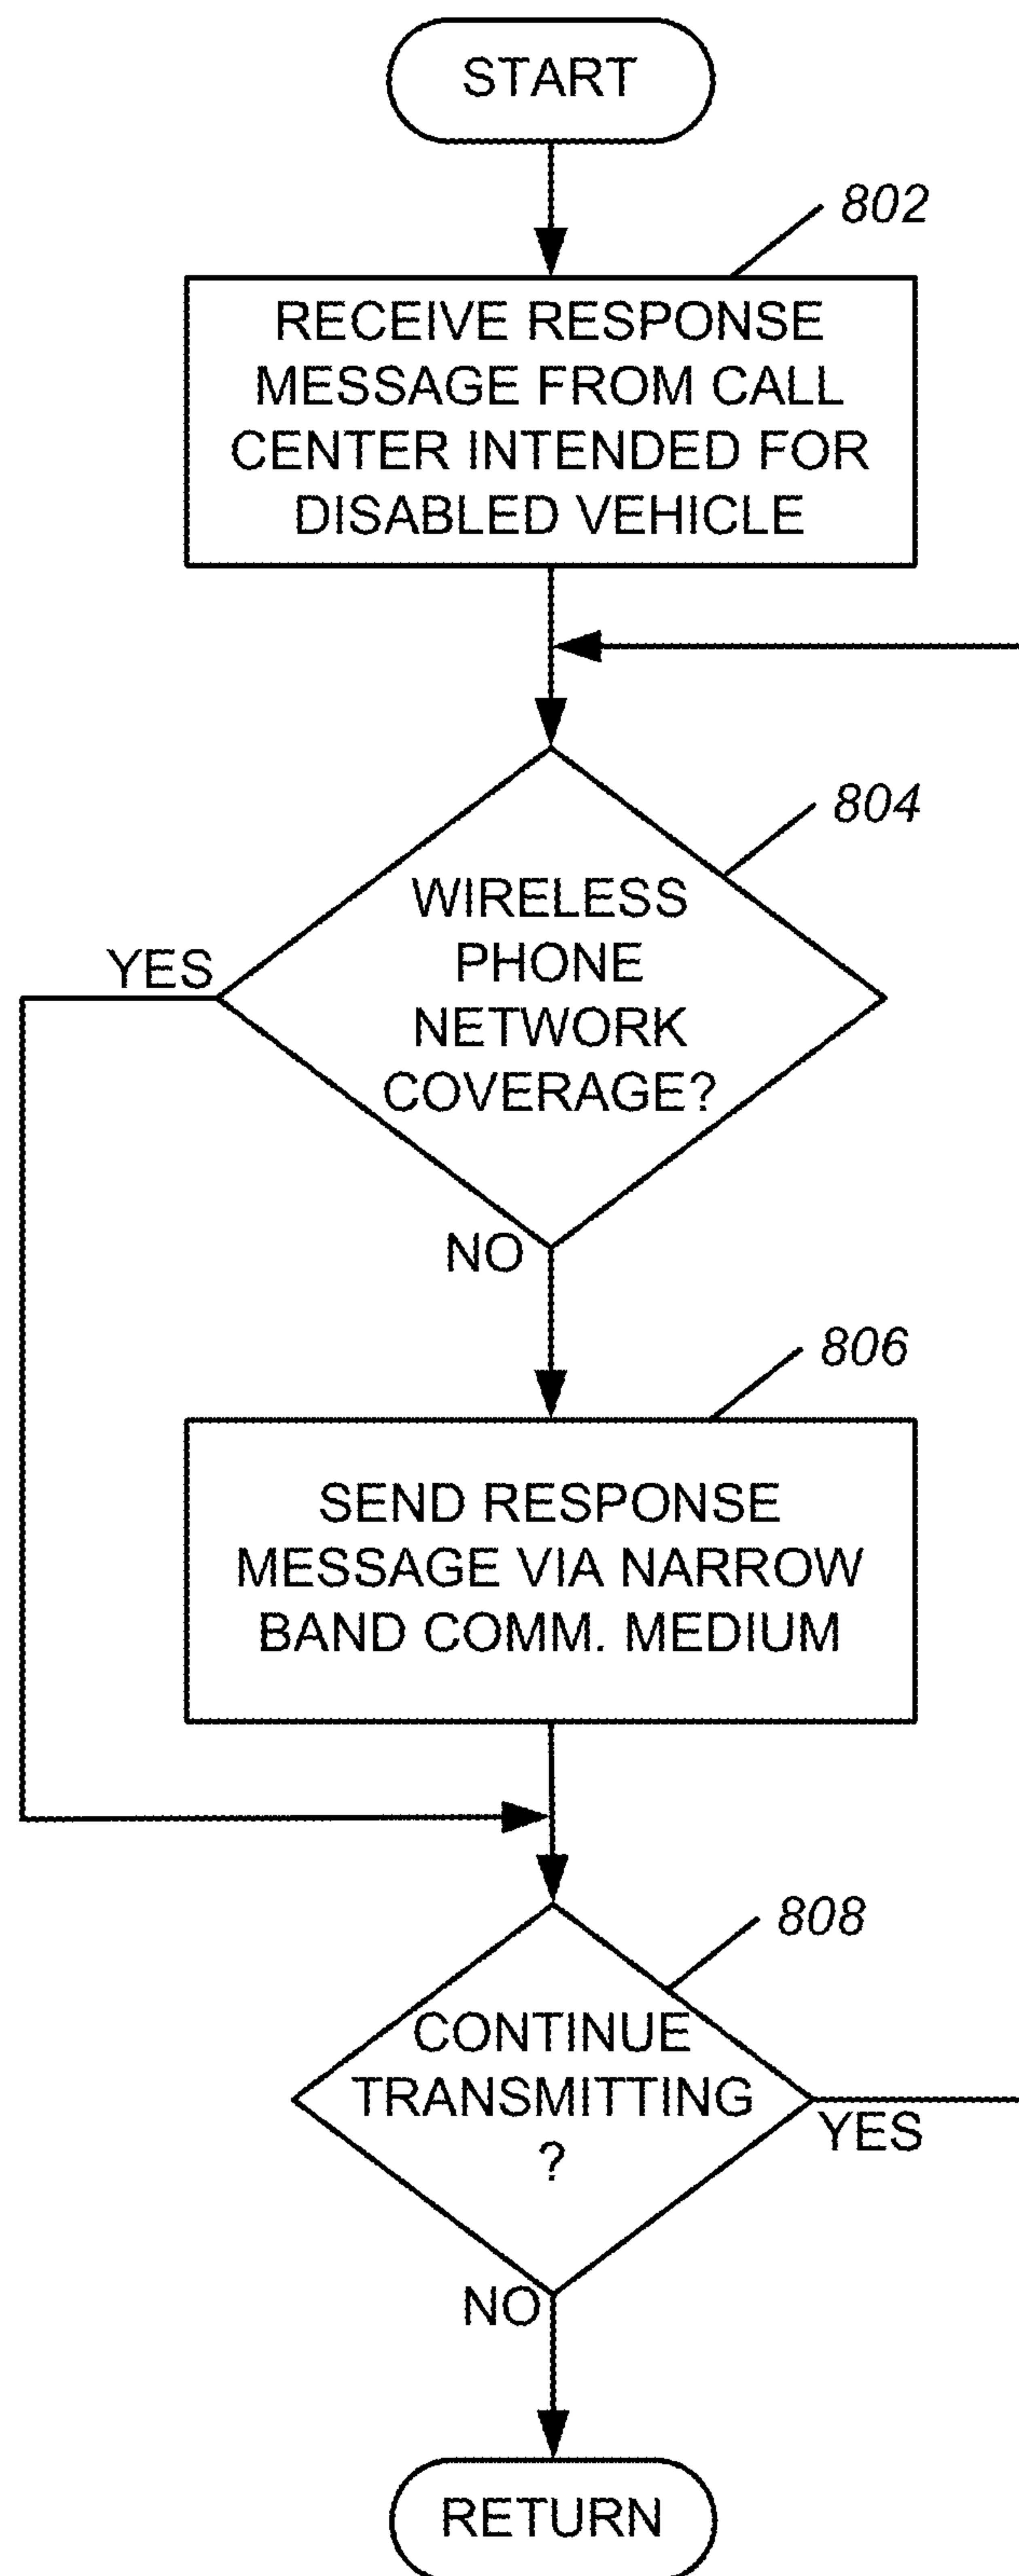 START
802
RECEIVE RESPONSE
MESSAGE FROM CALL
CENTER INTENDED FOR
DISABLED VEHICLE
804
WIRELESS
PHONE
NETWORK
COVERAGE?
YES
NO
806
SEND RESPONSE
MESSAGE VIA NARROW
BAND COMM. MEDIUM
808
CONTINUE
TRANSMITTING
?
YES
NO
RETURN